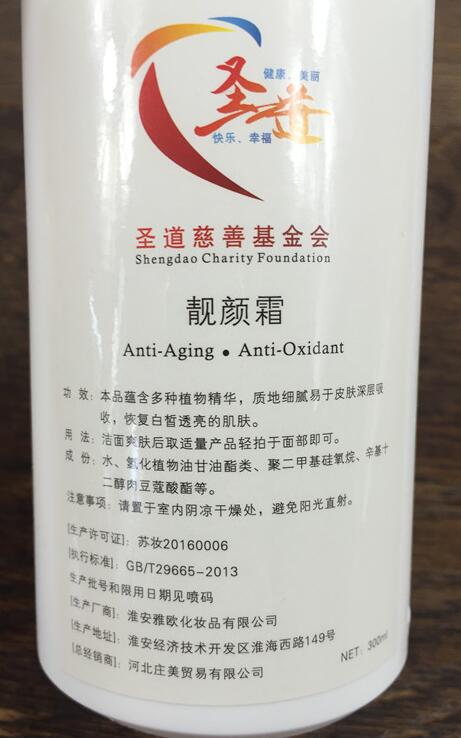 圣道
健康、美丽
快乐、幸福
圣道慈善基金会
Shengdao Charity Foundation
靓颜霜
Anti-Aging • Anti-Oxidant
功 效：本品蕴含多种植物精华，质地细腻易于皮肤深层吸
收，恢复白皙透亮的肌肤。
用 法：洁面爽肤后取适量产品轻拍于面部即可。
成 份：水、氢化植物油甘油酯类、聚二甲基硅氧烷、辛基十
二醇肉豆蔻酸酯等。
注意事项：请置于室内阴凉干燥处，避免阳光直射。
[生产许可证]：苏妆20160006
[执行标准]：GB/T29665-2013
生产批号和限用日期见喷码
[生产厂商]：淮安雅欧化妆品有限公司
[生产地址]：淮安经济技术开发区淮海西路149号
[总经销商]：河北庄美贸易有限公司
NET：300ml